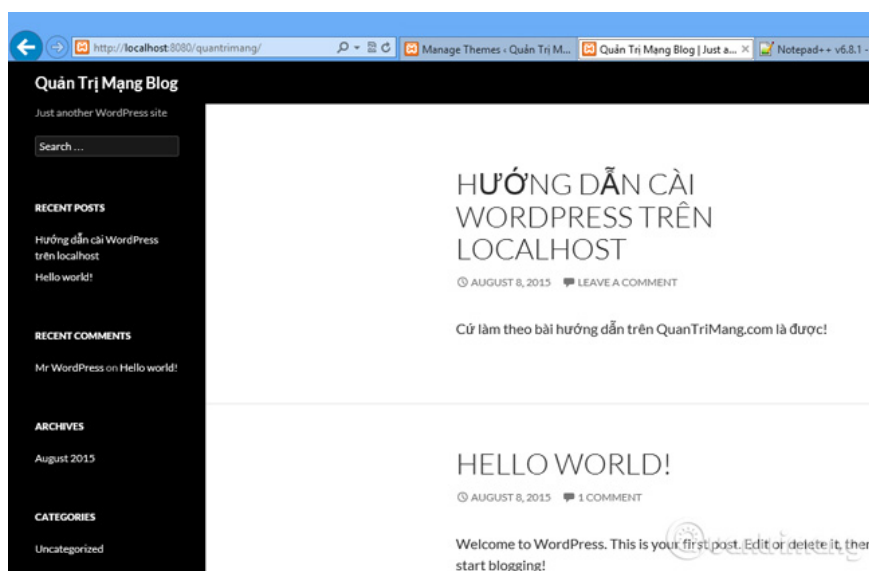 http://localhost:8080/quantrimang/
Manage Themes ‹ Quản Trị M...
Quản Trị Mạng Blog | Just a...
Notepad++ v6.8.1 -
Quản Trị Mạng Blog
Just another WordPress site
Search ...
RECENT POSTS
Hướng dẫn cài WordPress
trên localhost
Hello world!
RECENT COMMENTS
Mr WordPress on Hello world!
ARCHIVES
August 2015
CATEGORIES
Uncategorized
HƯỚNG DẪN CÀI
WORDPRESS TRÊN
LOCALHOST
AUGUST 8, 2015 LEAVE A COMMENT
Cứ làm theo bài hướng dẫn trên QuanTriMang.com là được!
HELLO WORLD!
AUGUST 8, 2015 1 COMMENT
Welcome to WordPress. This is your first post. Edit or delete it, then
start blogging!
quantrimang